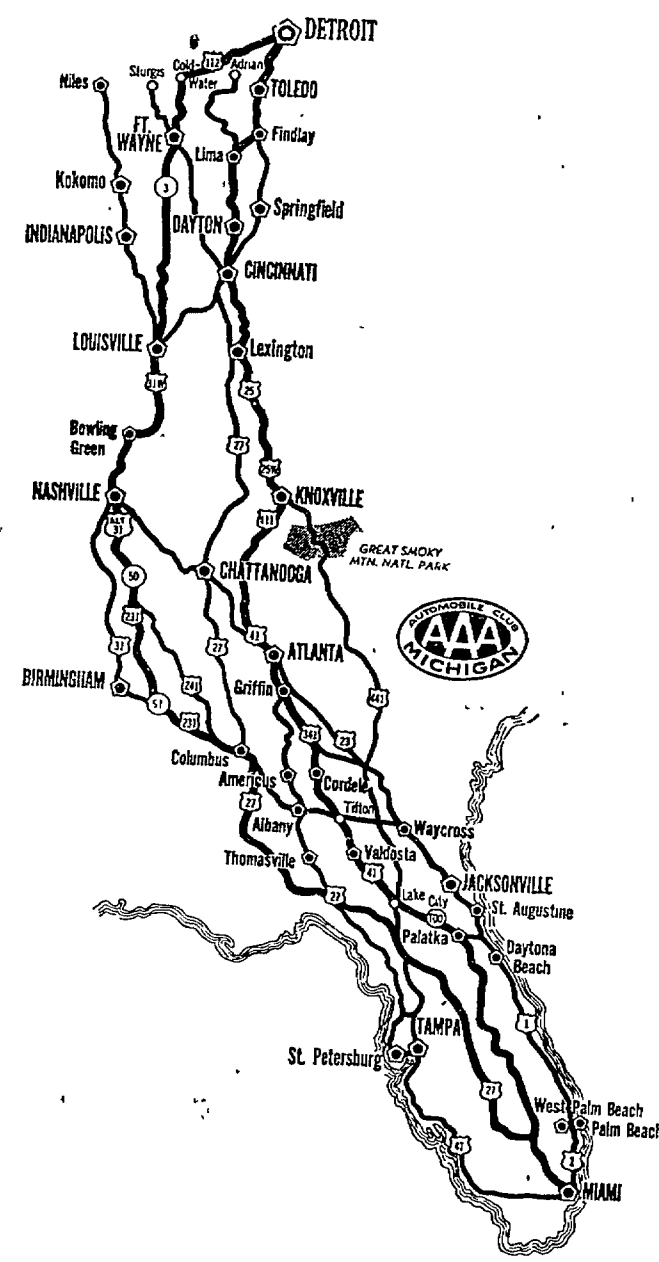 DETROIT
112
Cold-
Water
Adrian
Sturgis
Niles
TOLEDO
FT.
WAYNE
Findlay
Lima
Kokomo
3
Springfield
DAYTON
INDIANAPOLIS
CINCINNATI
LOUISVILLE
Lexington
31W
25
Bowling
Green
27
25W
NASHVILLE
KNOXVILLE
ALT
31
411
GREAT SMOKY
MTN. NATL. PARK
CHATTANOOGA
50
231
AUTOMOBILE CLUB
AAA
MICHIGAN
31
27
41
ATLANTA
BIRMINGHAM
241
Griffin
441
51
231
341
23
Columbus
Americus
Cordele
27
Albany
Tifton
Waycross
Thomasville
Valdosta
41
JACKSONVILLE
27
Lake City
100
St. Augustine
Palatka
Daytona
Beach
1
TAMPA
St. Petersburg
27
West Palm Beach
Palm Beach
41
1
MIAMI